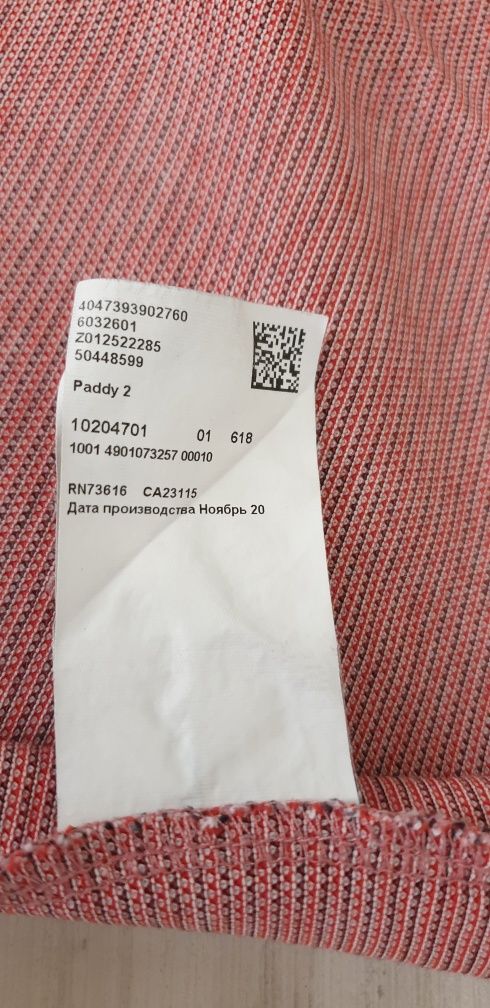 4047393902760
6032601
Z012522285
50448599
Paddy 2
10204701 01 618
1001 4901073257 00010
RN73616 CA23115
Дата производства Ноябрь 20